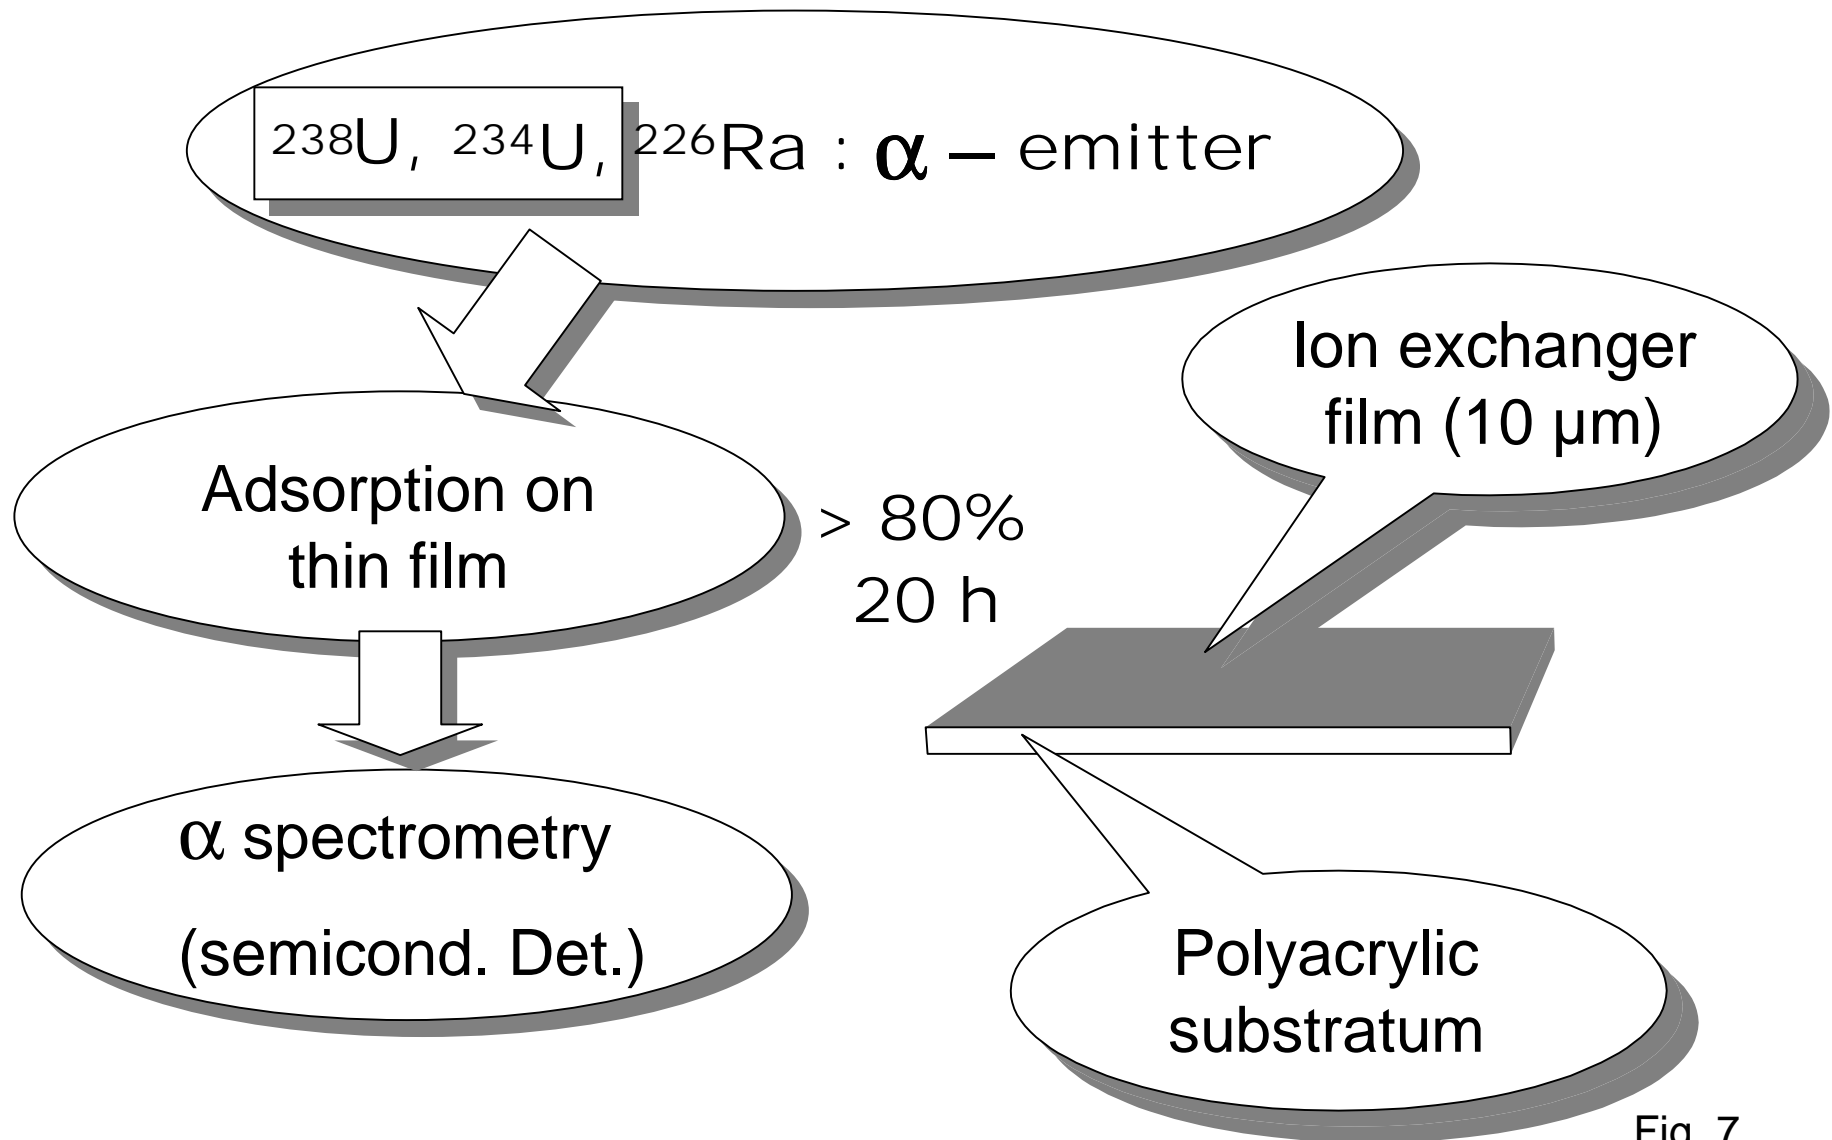 ²³⁸U, ²³⁴U, ²²⁶Ra : α – emitter
Ion exchanger
film (10 µm)
Adsorption on
thin film
> 80%
20 h
α spectrometry
(semicond. Det.)
Polyacrylic
substratum
Fig. 7